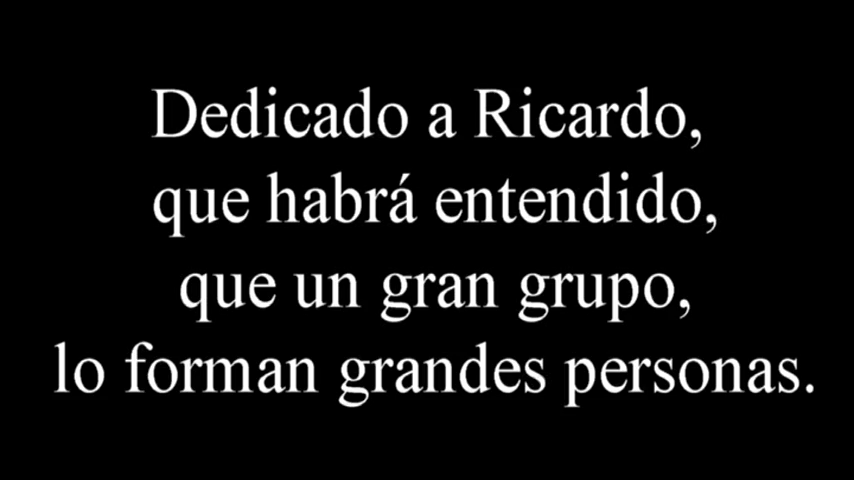 Dedicado a Ricardo,
que habrá entendido,
que un gran grupo,
lo forman grandes personas.